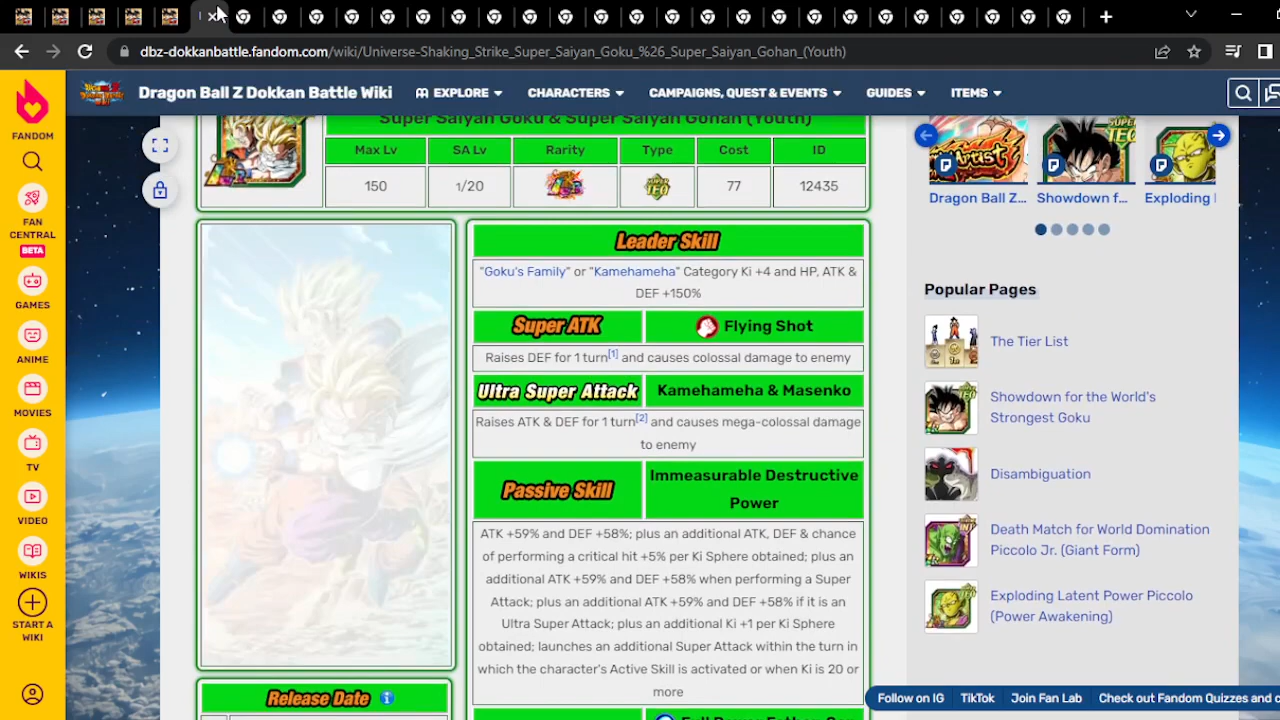 dbz-dokkanbattle.fandom.com/wiki/Universe-Shaking_Strike_Super_Saiyan_Goku_%26_Super_Saiyan_Gohan_(Youth)
Dragon Ball Z Dokkan Battle Wiki
EXPLORE
CHARACTERS
CAMPAIGNS, QUEST & EVENTS
GUIDES
ITEMS
FANDOM
FAN
CENTRAL
BETA
GAMES
ANIME
MOVIES
TV
VIDEO
WIKIS
START A
WIKI
Super Saiyan Goku & Super Saiyan Gohan (Youth)
Max Lv
SA Lv
Rarity
Type
Cost
ID
150
1/20
77
12435
Leader Skill
"Goku's Family" or "Kamehameha" Category Ki +4 and HP, ATK &
DEF +150%
Super ATK
Flying Shot
Raises DEF for 1 turn[1] and causes colossal damage to enemy
Ultra Super Attack
Kamehameha & Masenko
Raises ATK & DEF for 1 turn[2] and causes mega-colossal damage
to enemy
Passive Skill
Immeasurable Destructive
Power
ATK +59% and DEF +58%; plus an additional ATK, DEF & chance
of performing a critical hit +5% per Ki Sphere obtained; plus an
additional ATK +59% and DEF +58% when performing a Super
Attack; plus an additional ATK +59% and DEF +58% if it is an
Ultra Super Attack; plus an additional Ki +1 per Ki Sphere
obtained; launches an additional Super Attack within the turn in
which the character's Active Skill is activated or when Ki is 20 or
more
Release Date
Dragon Ball Z...
Showdown f...
Exploding
Popular Pages
The Tier List
Showdown for the World's
Strongest Goku
Disambiguation
Death Match for World Domination
Piccolo Jr. (Giant Form)
Exploding Latent Power Piccolo
(Power Awakening)
Follow on IG
TikTok
Join Fan Lab
Check out Fandom Quizzes and